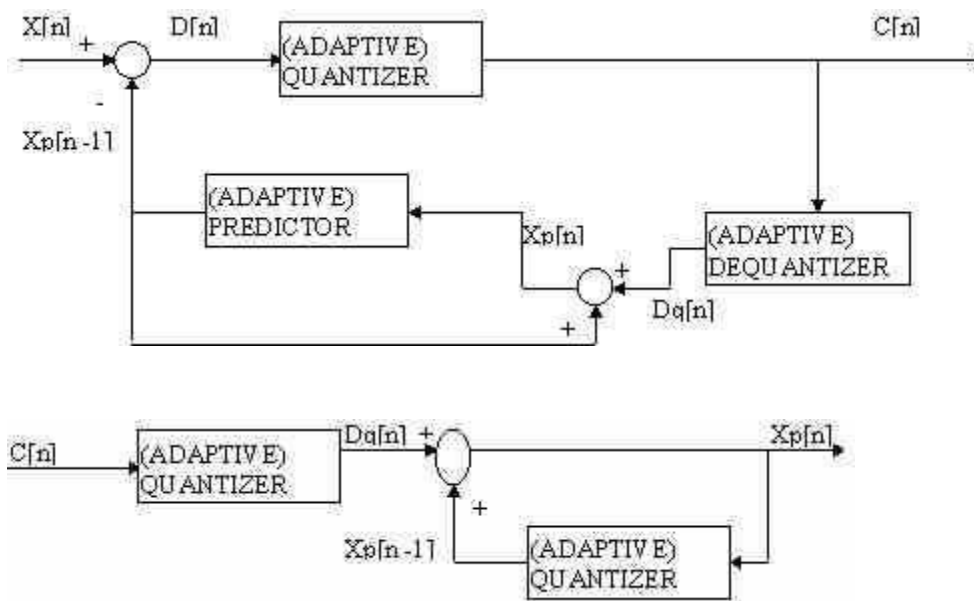 X[n] + D[n] (ADAPTIVE) C[n]
QUANTIZER
-
Xp[n-1]
(ADAPTIVE)
PREDICTOR
Xp[n]
+
(ADAPTIVE)
DEQUANTIZER
Dq[n]
+
C[n]
(ADAPTIVE)
QUANTIZER
Dq[n] +
Xp[n]
+
Xp[n-1]
(ADAPTIVE)
QUANTIZER